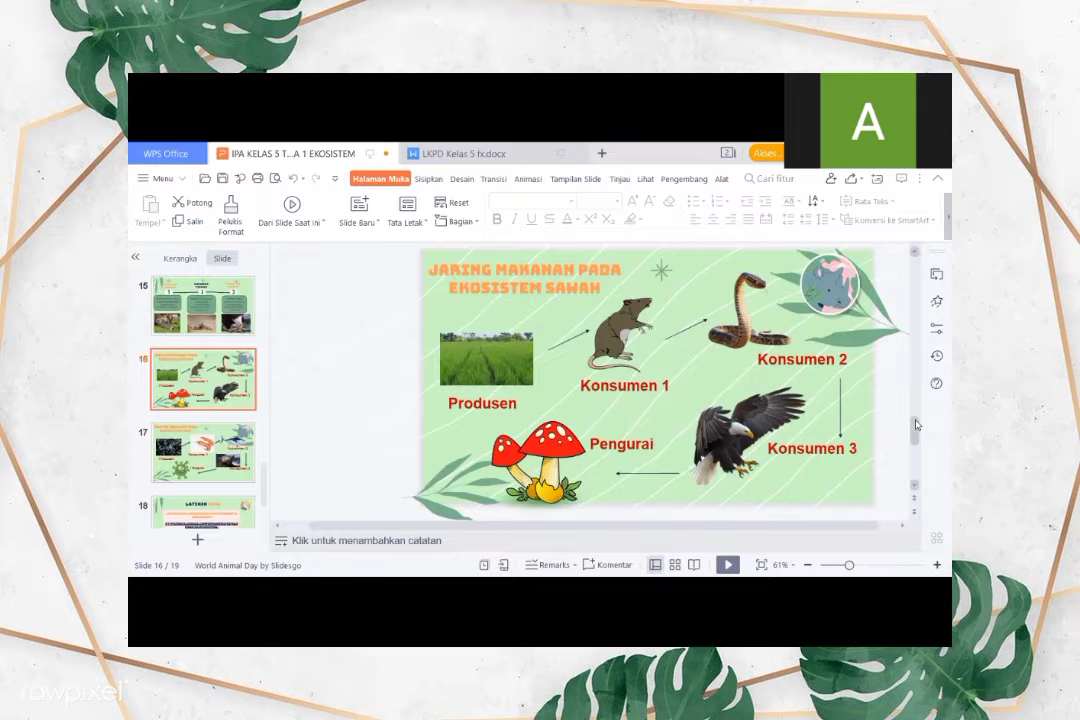 A
WPS Office
IPA KELAS 5 T...A 1 EKOSISTEM
LKPD Kelas 5 fx.docx
Akses ..
Menu
Halaman Muka
Sisipkan
Desain
Transisi
Animasi
Tampilan Slide
Tinjau
Lihat
Pengembang
Alat
Cari fitur
Tempel
Potong
Salin
Pelukis
Format
Dari Slide Saat Ini
Slide Baru
Tata Letak
Reset
Bagian
Rata Teks
Konversi ke SmartArt
Kerangka
Slide
15
16
17
18
JARING MAKANAN PADA
EKOSISTEM SAWAH
Produsen
Konsumen 1
Konsumen 2
Konsumen 3
Pengurai
Klik untuk menambahkan catatan
Slide 16 / 19
World Animal Day by Slidesgo
Remarks
Komentar
61%
rawpixel